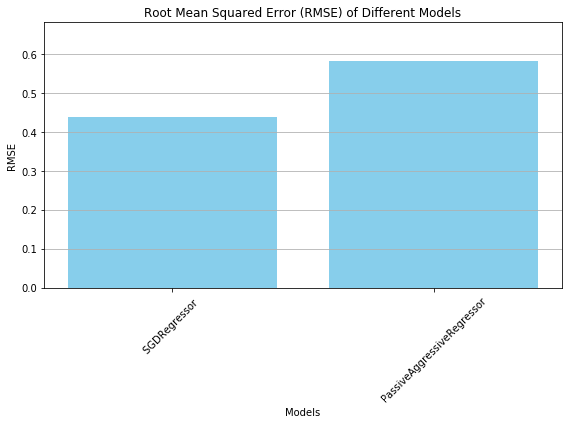 Root Mean Squared Error (RMSE) of Different Models
0.6
0.5
0.4
0.3
0.2
0.1
0.0
RMSE
SGDRegressor
PassiveAggressiveRegressor
Models